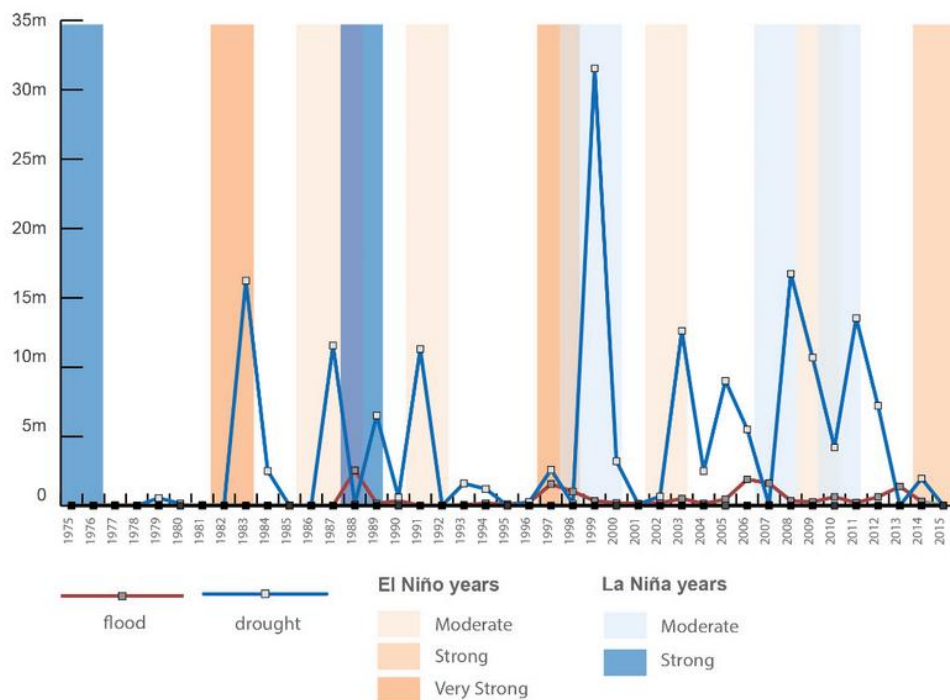 35m
30m
25m
20m
15m
10m
5m
0
1975 1976 1977 1978 1979 1980 1981 1982 1983 1984 1985 1986 1987 1988 1989 1990 1991 1992 1993 1994 1995 1996 1997 1998 1999 2000 2001 2002 2003 2004 2005 2006 2007 2008 2009 2010 2011 2012 2013 2014 2015
flood drought
El Niño years
Moderate
Strong
Very Strong
La Niña years
Moderate
Strong